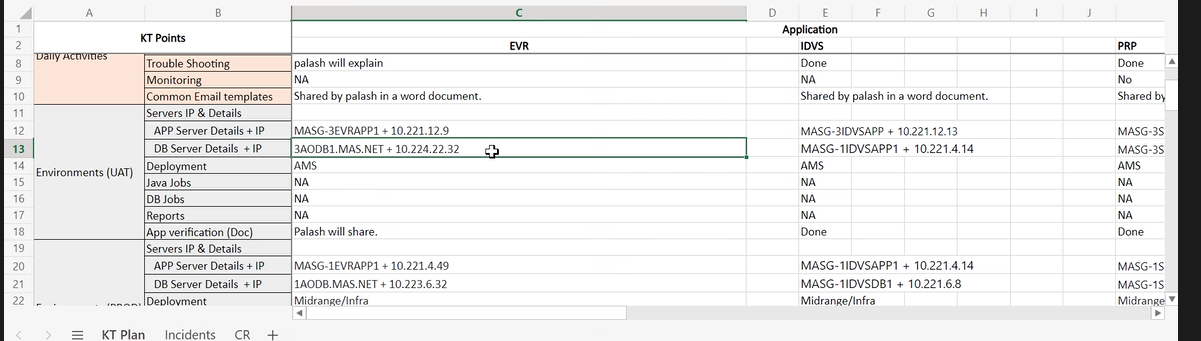 A B C D E F G H I J
1 KT Points Application
2 EVR IDVS PRP
Daily Activities
8 Trouble Shooting palash will explain Done Done
9 Monitoring NA NA No
10 Common Email templates Shared by palash in a word document. Shared by palash in a word document. Shared by
11 Servers IP & Details
12 APP Server Details + IP MASG-3EVRAPP1 + 10.221.12.9 MASG-3IDVSAPP + 10.221.12.13 MASG-3S
13 DB Server Details + IP 3AODB1.MAS.NET + 10.224.22.32 MASG-1IDVSAPP1 + 10.221.4.14 MASG-3S
14 Environments (UAT) Deployment AMS AMS AMS
15 Java Jobs NA NA NA
16 DB Jobs NA NA NA
17 Reports NA NA NA
18 App verification (Doc) Palash will share. Done Done
19 Servers IP & Details
20 APP Server Details + IP MASG-1EVRAPP1 + 10.221.4.49 MASG-1IDVSAPP1 + 10.221.4.14 MASG-1S
21 DB Server Details + IP 1AODB.MAS.NET + 10.223.6.32 MASG-1IDVSDB1 + 10.221.6.8 MASG-1S
22 Deployment Midrange/Infra Midrange/Infra Midrange
KT Plan Incidents CR +